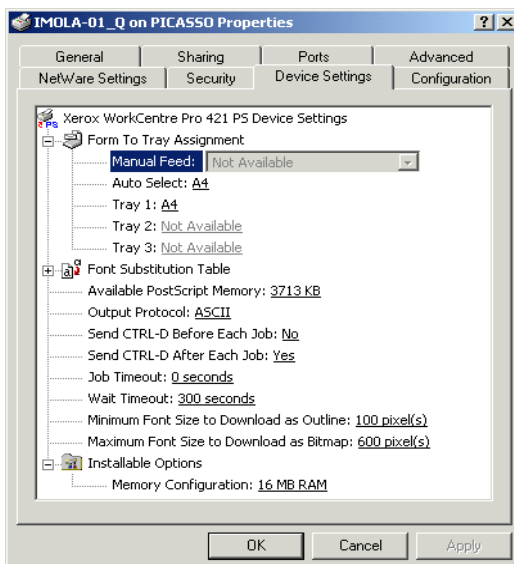 IMOLA-01_Q on PICASSO Properties
General Sharing Ports Advanced
NetWare Settings Security Device Settings Configuration
Xerox WorkCentre Pro 421 PS Device Settings
Form To Tray Assignment
Manual Feed: Not Available
Auto Select: A4
Tray 1: A4
Tray 2: Not Available
Tray 3: Not Available
Font Substitution Table
Available PostScript Memory: 3713 KB
Output Protocol: ASCII
Send CTRL-D Before Each Job: No
Send CTRL-D After Each Job: Yes
Job Timeout: 0 seconds
Wait Timeout: 300 seconds
Minimum Font Size to Download as Outline: 100 pixel(s)
Maximum Font Size to Download as Bitmap: 600 pixel(s)
Installable Options
Memory Configuration: 16 MB RAM
OK Cancel Apply